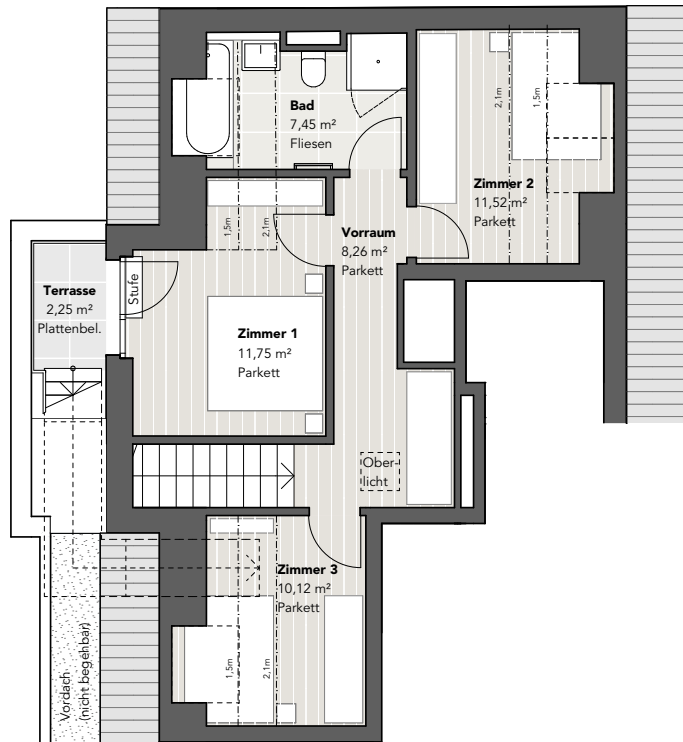 Bad
7,45 m²
Fliesen
2,1m
1,5m
Zimmer 2
11,52 m²
Parkett
1,5m
2,1m
Vorraum
8,26 m²
Parkett
Terrasse
2,25 m²
Plattenbel.
Stufe
Zimmer 1
11,75 m²
Parkett
Ober-
licht
Zimmer 3
10,12 m²
Parkett
1,5m
2,1m
Vordach
(nicht begehbar)